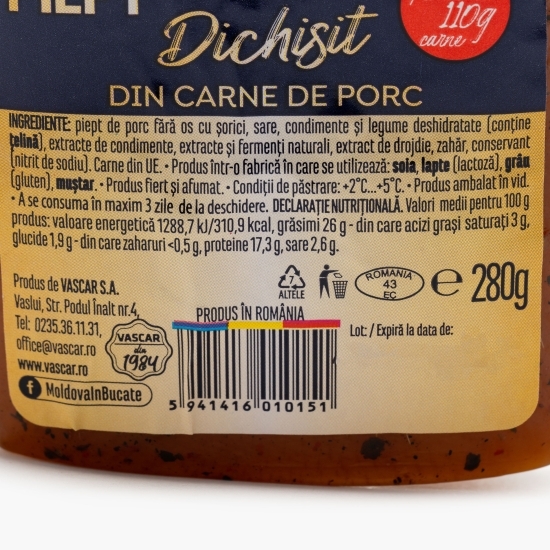 PIEPT
110g
carne
Dichisit
DIN CARNE DE PORC
INGREDIENTE: piept de porc fără os cu șorici, sare, condimente și legume deshidratate (conține
țelină), extracte de condimente, extracte și fermenți naturali, extract de drojdie, zahăr, conservant
(nitrit de sodiu). Carne din UE. • Produs într-o fabrică în care se utilizează: soia, lapte (lactoză), grâu
(gluten), muștar. • Produs fiert și afumat. • Condiții de păstrare: +2°C...+5°C. • Produs ambalat în vid.
• A se consuma în maxim 3 zile de la deschidere. DECLARAȚIE NUTRIȚIONALĂ. Valori medii pentru 100 g
produs: valoare energetică 1288,7 kJ/310,9 kcal, grăsimi 26 g - din care acizi grași saturați 3 g,
glucide 1,9 g - din care zaharuri <0,5 g, proteine 17,3 g, sare 2,6 g.
Produs de VASCAR S.A.
Vaslui, Str. Podul Înalt nr.4,
Tel: 0235.36.11.31,
office@vascar.ro
www.vascar.ro
MoldovaInBucate
VASCAR
din
1984
7
ALTELE
ROMANIA
43
EC
e 280g
PRODUS ÎN ROMÂNIA
Lot: / Expiră la data de:
5 941416 010151